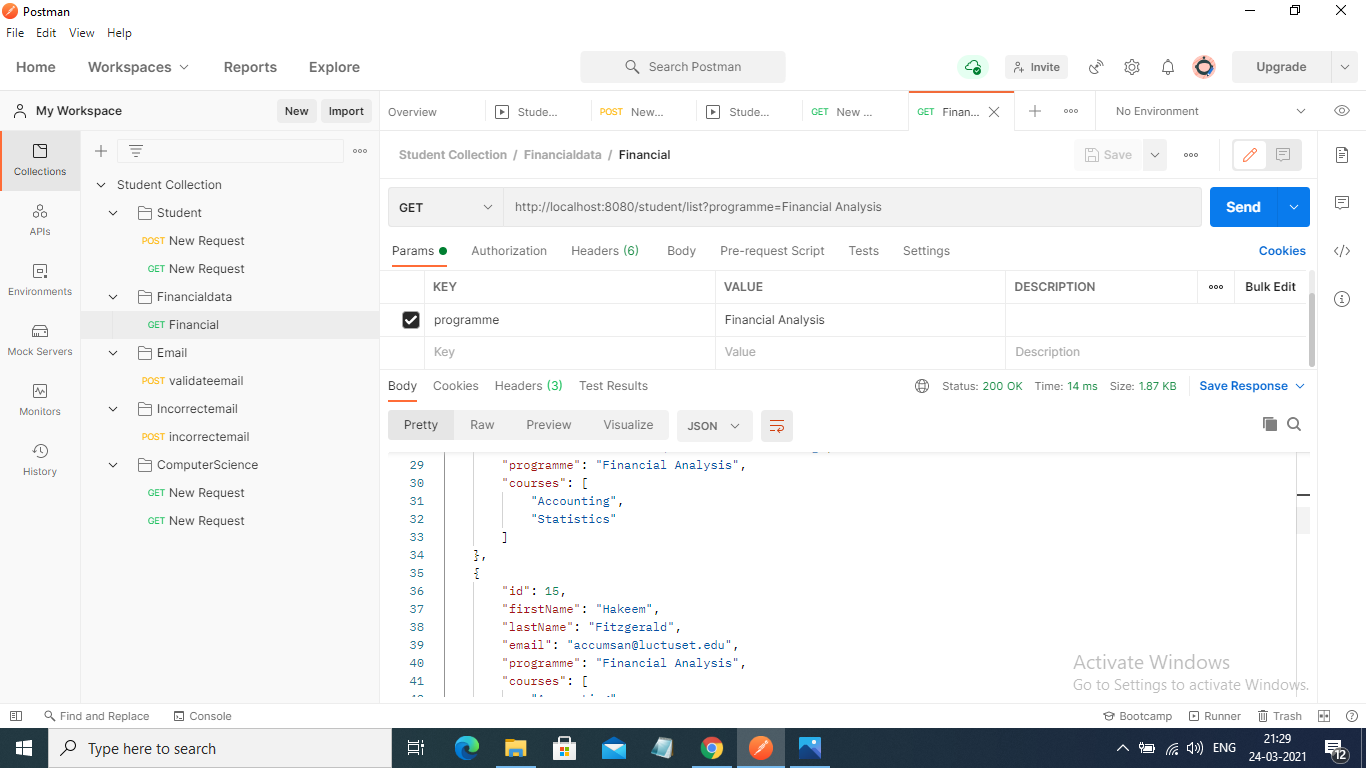 Postman
File Edit View Help
Home Workspaces Reports Explore Search Postman Invite Upgrade
My Workspace New Import
Overview Stude... POST New... Stude... GET New ... GET Finan... No Environment
Student Collection / Financialdata / Financial Save
Collections
APIs
Environments
Mock Servers
Monitors
History
Student Collection
Student
POST New Request
GET New Request
Financialdata
GET Financial
Email
POST validateemail
Incorrectemail
POST incorrectemail
ComputerScience
GET New Request
GET New Request
GET http://localhost:8080/student/list?programme=Financial Analysis Send
Params Authorization Headers (6) Body Pre-request Script Tests Settings Cookies
KEY VALUE DESCRIPTION Bulk Edit
programme Financial Analysis
Key Value Description
Body Cookies Headers (3) Test Results Status: 200 OK Time: 14 ms Size: 1.87 KB Save Response
Pretty Raw Preview Visualize JSON
29 "programme": "Financial Analysis",
30 "courses": [
31 "Accounting",
32 "Statistics"
33 ]
34 },
35 {
36 "id": 15,
37 "firstName": "Hakeem",
38 "lastName": "Fitzgerald",
39 "email": "accumsan@luctuset.edu",
40 "programme": "Financial Analysis",
41 "courses": [
Activate Windows
Go to Settings to activate Windows.
Find and Replace Console Bootcamp Runner Trash
Type here to search ENG 21:29
24-03-2021 12